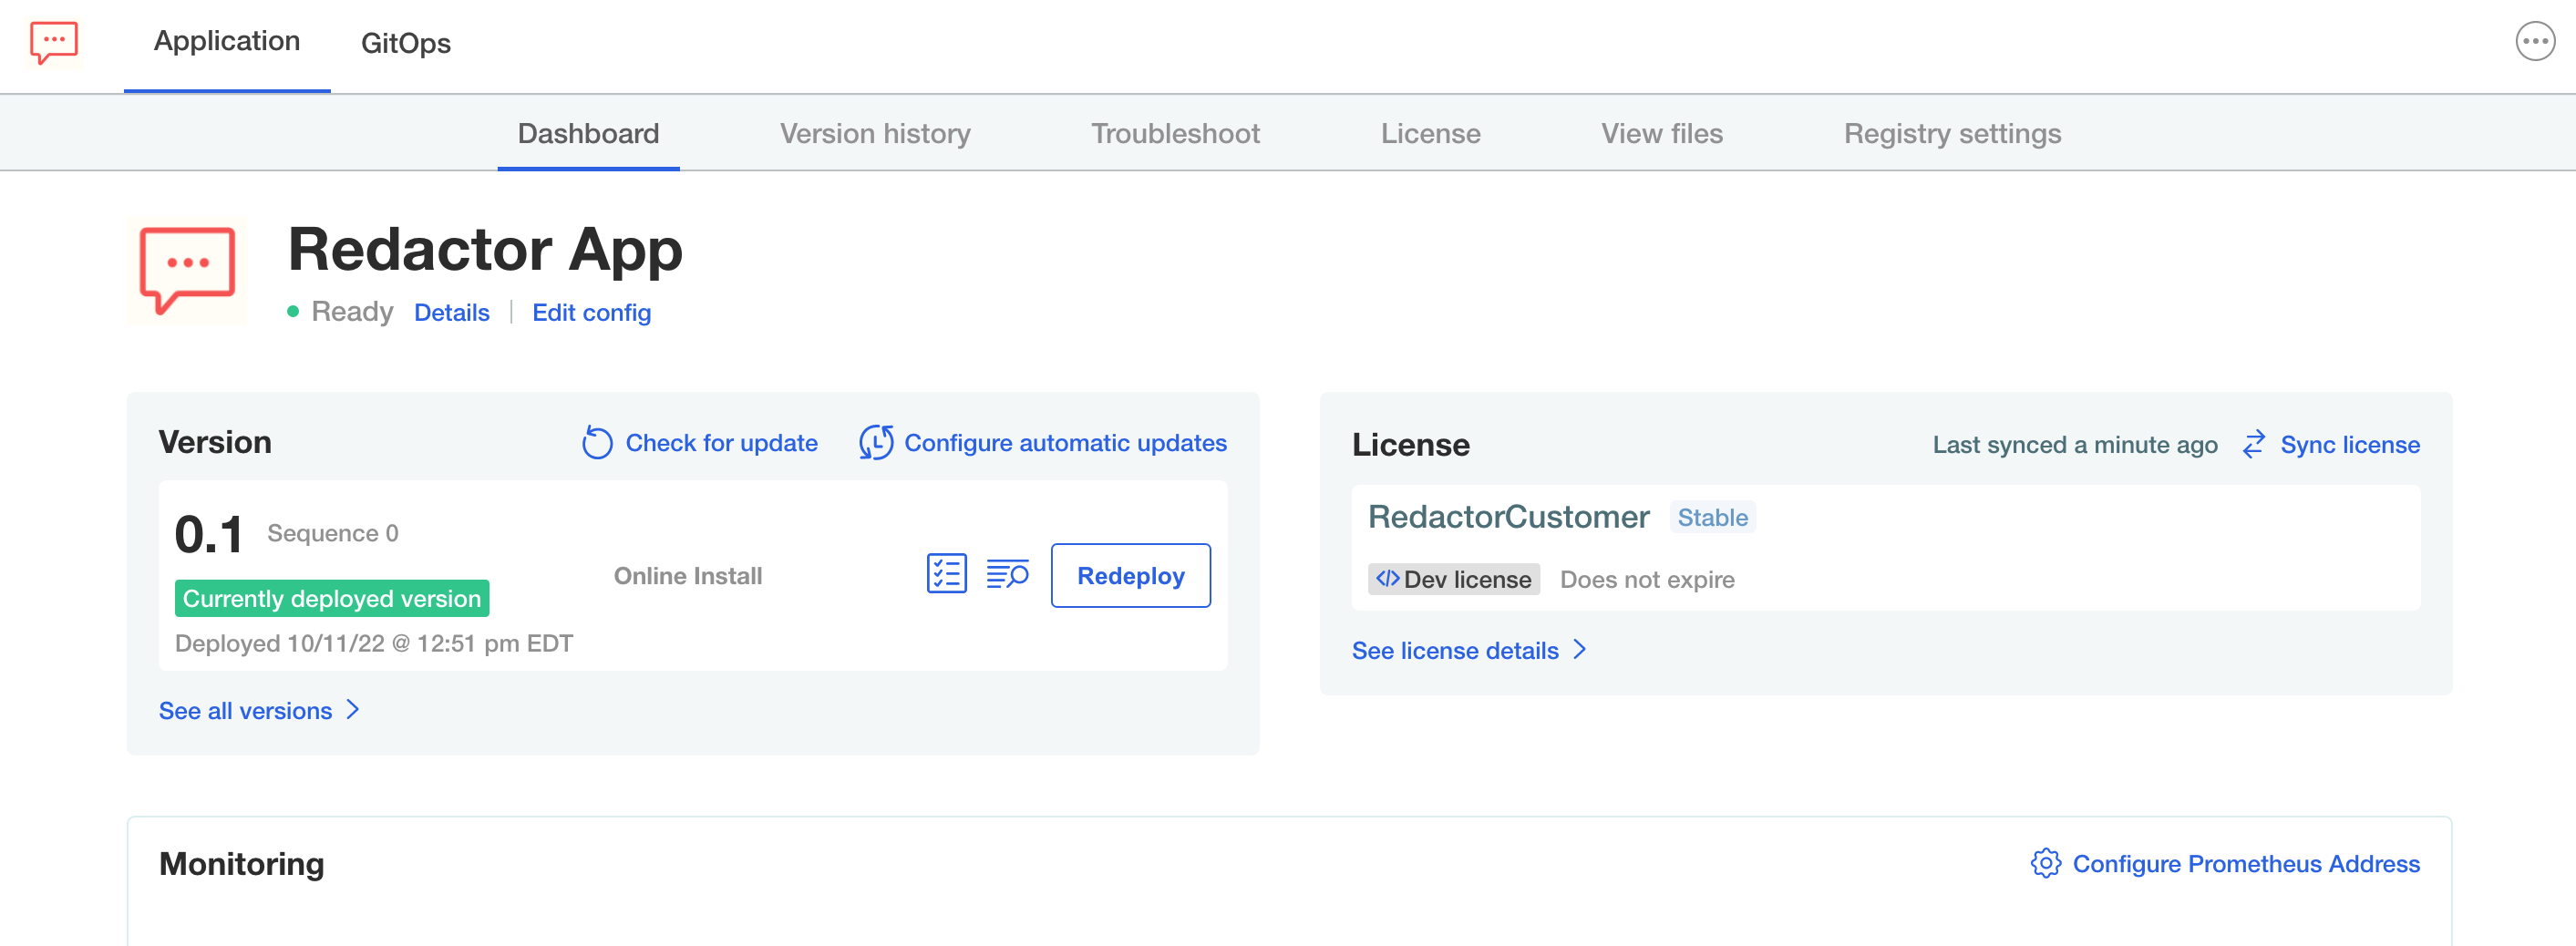 Application GitOps
Dashboard Version history Troubleshoot License View files Registry settings
Redactor App
Ready Details | Edit config
Version Check for update Configure automatic updates
0.1 Sequence 0
Currently deployed version
Deployed 10/11/22 @ 12:51 pm EDT
Online Install
Redeploy
See all versions
License Last synced a minute ago Sync license
RedactorCustomer Stable
Dev license Does not expire
See license details
Monitoring Configure Prometheus Address